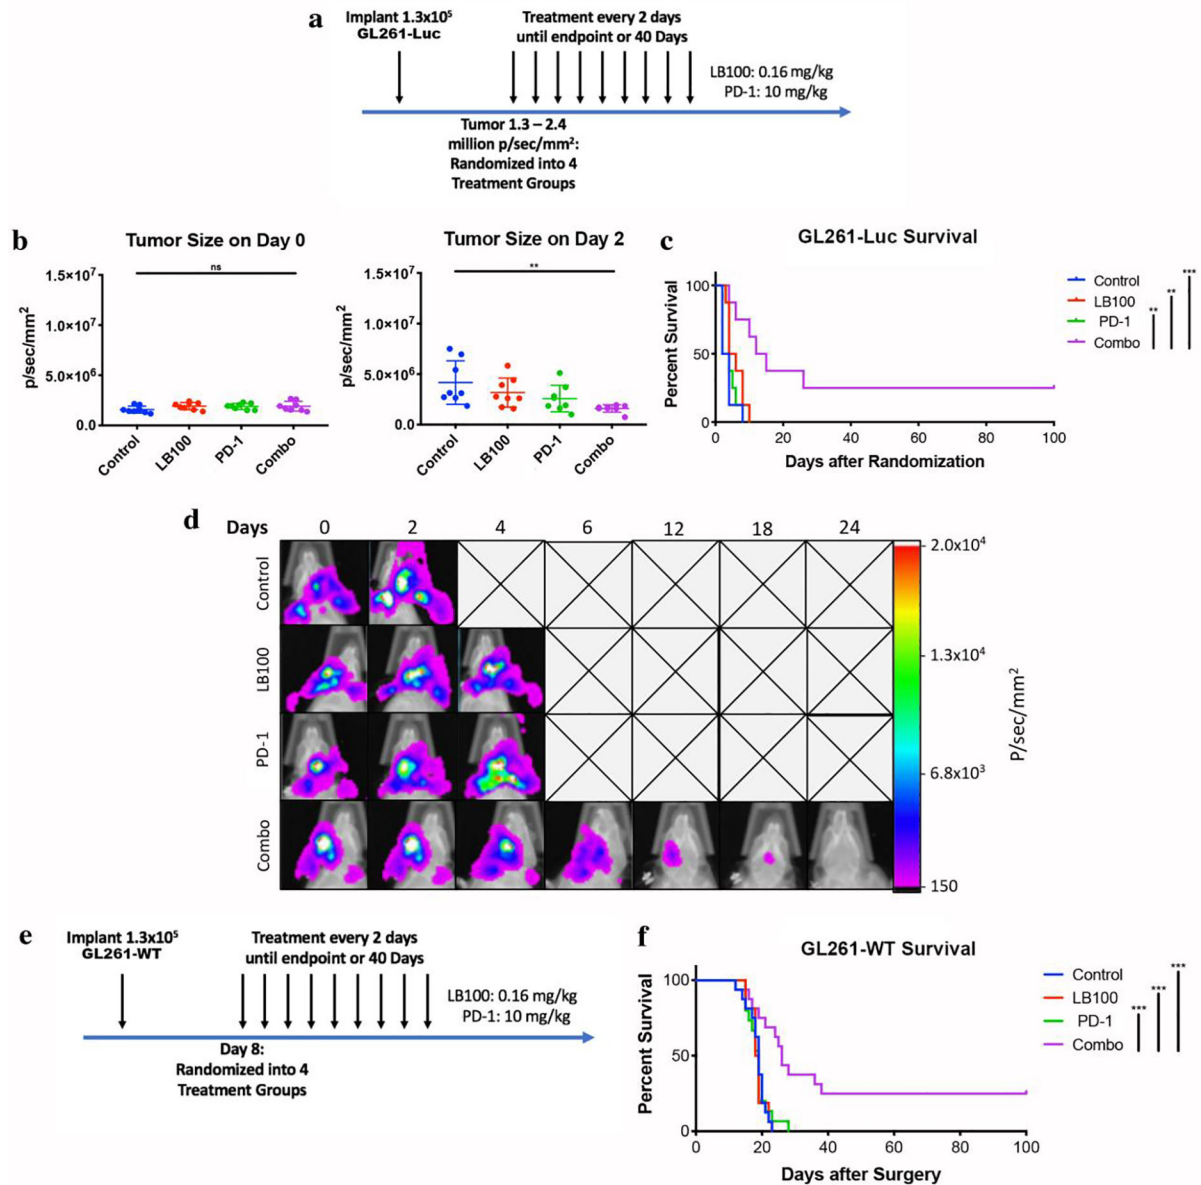 a
Implant 1.3x10⁵
GL261-Luc
Treatment every 2 days
until endpoint or 40 Days
LB100: 0.16 mg/kg
PD-1: 10 mg/kg
Tumor 1.3 – 2.4
million p/sec/mm²:
Randomized into 4
Treatment Groups
b
Tumor Size on Day 0
ns
1.5×10⁷
1.0×10⁷
5.0×10⁶
0.0
p/sec/mm²
Control
LB100
PD-1
Combo
Tumor Size on Day 2
**
1.5×10⁷
1.0×10⁷
5.0×10⁶
0.0
p/sec/mm²
Control
LB100
PD-1
Combo
c
GL261-Luc Survival
Percent Survival
100
50
0
0 20 40 60 80 100
Days after Randomization
Control
LB100
PD-1
Combo
**
**
***
d
Days 0 2 4 6 12 18 24
Control
LB100
PD-1
Combo
2.0x10⁴
1.3x10⁴
6.8x10³
150
P/sec/mm²
e
Implant 1.3x10⁵
GL261-WT
Treatment every 2 days
until endpoint or 40 Days
LB100: 0.16 mg/kg
PD-1: 10 mg/kg
Day 8:
Randomized into 4
Treatment Groups
f
GL261-WT Survival
Percent Survival
100
50
0
0 20 40 60 80 100
Days after Surgery
Control
LB100
PD-1
Combo
***
***
***